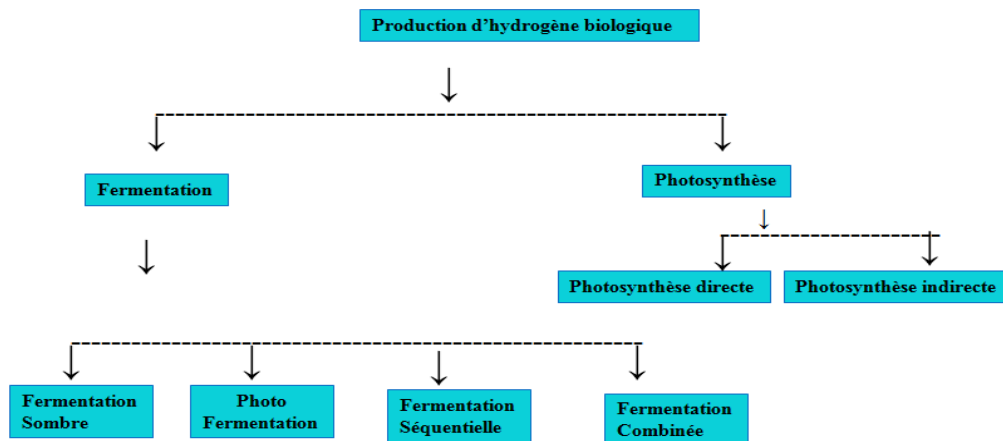 Production d'hydrogène biologique
Fermentation
Photosynthèse
Photosynthèse directe
Photosynthèse indirecte
Fermentation
Sombre
Photo
Fermentation
Fermentation
Séquentielle
Fermentation
Combinée